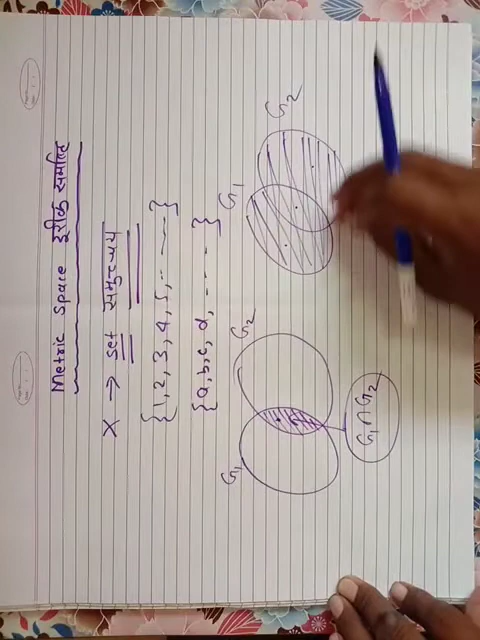 Metric Space दूरीक समष्टि
X → set समुच्चय
{1, 2, 3, 4, 5, ----- }
{a, b, c, d, - - - - }
G₁ G₂
G₁ G₂
G₁∩G₂